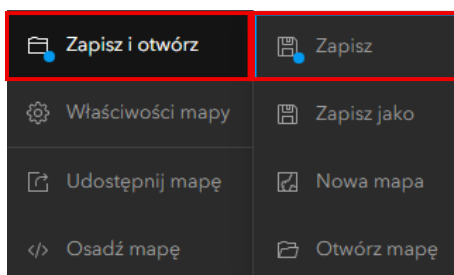 Zapisz i otwórz
Zapisz
Właściwości mapy
Zapisz jako
Udostępnij mapę
Nowa mapa
Osadź mapę
Otwórz mapę